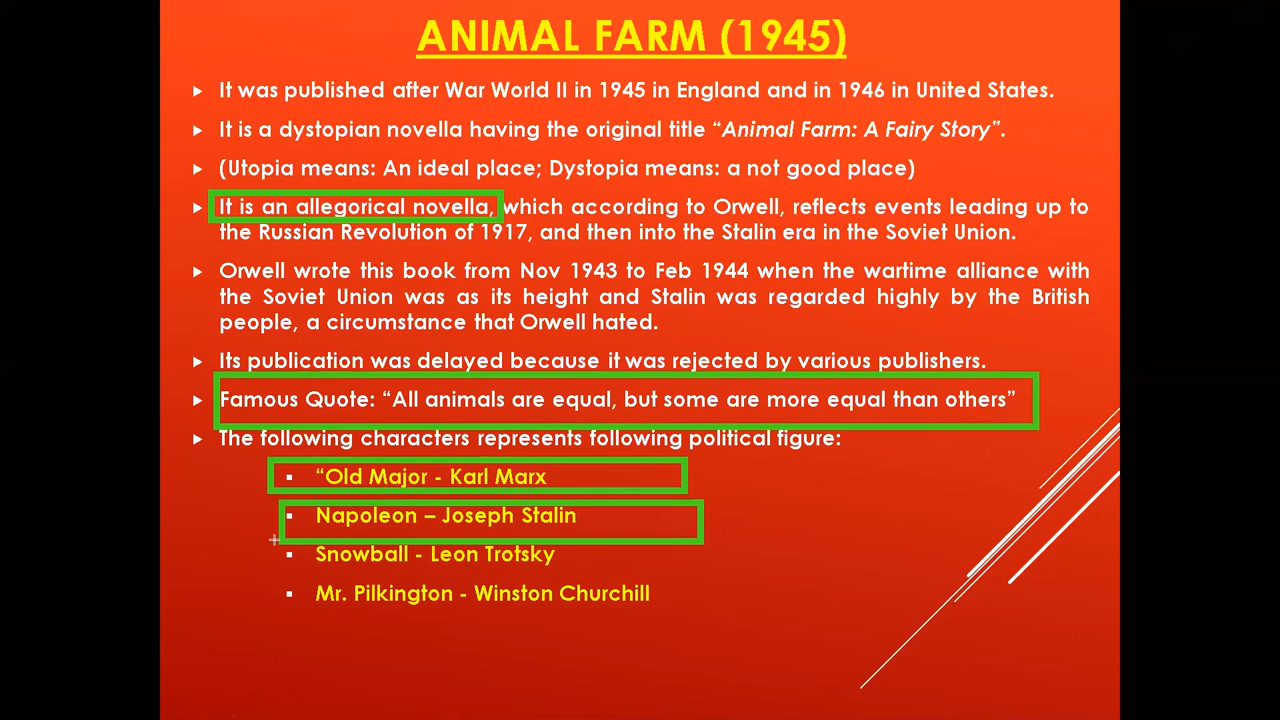 ANIMAL FARM (1945)
It was published after War World II in 1945 in England and in 1946 in United States.
It is a dystopian novella having the original title “Animal Farm: A Fairy Story”.
(Utopia means: An ideal place; Dystopia means: a not good place)
It is an allegorical novella, which according to Orwell, reflects events leading up to
the Russian Revolution of 1917, and then into the Stalin era in the Soviet Union.
Orwell wrote this book from Nov 1943 to Feb 1944 when the wartime alliance with
the Soviet Union was as its height and Stalin was regarded highly by the British
people, a circumstance that Orwell hated.
Its publication was delayed because it was rejected by various publishers.
Famous Quote: “All animals are equal, but some are more equal than others”
The following characters represents following political figure:
“Old Major - Karl Marx
Napoleon – Joseph Stalin
Snowball - Leon Trotsky
Mr. Pilkington - Winston Churchill